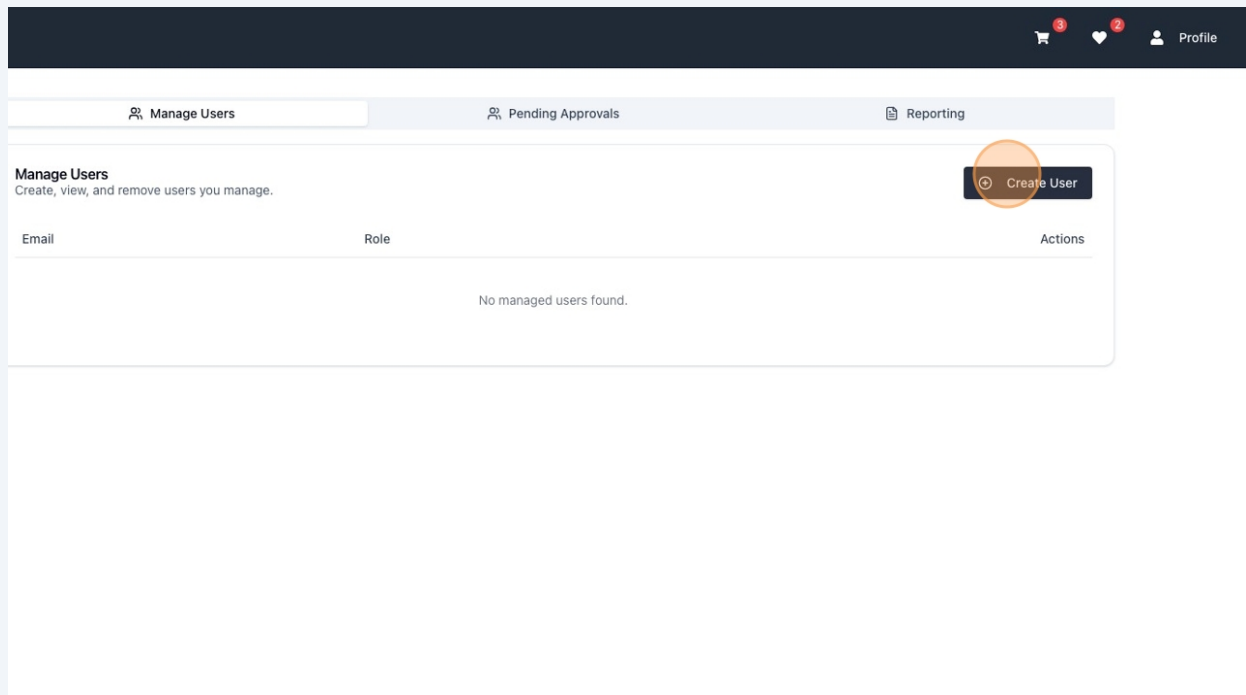 3 2 Profile
Manage Users Pending Approvals Reporting
Manage Users
Create, view, and remove users you manage.
Create User
Email Role Actions
No managed users found.